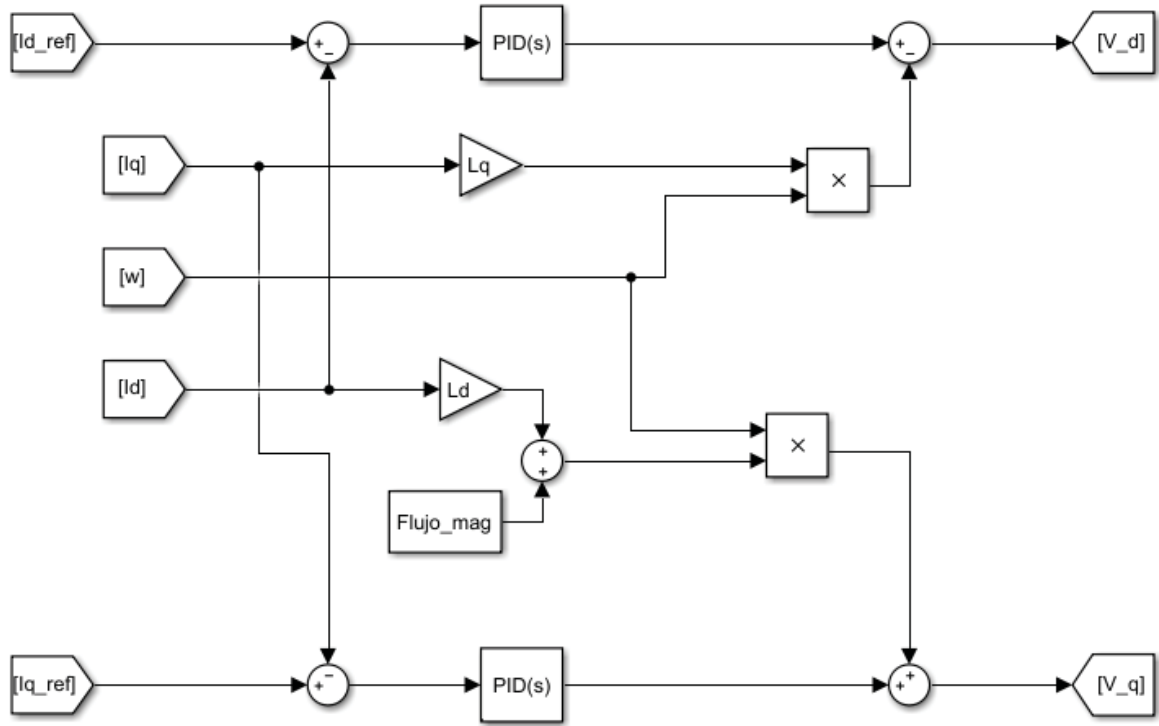 [Id_ref]
+
−
PID(s)
+
−
[V_d]
[Iq]
Lq
×
[w]
[Id]
Ld
×
+
+
Flujo_mag
[Iq_ref]
+
−
PID(s)
+
+
[V_q]